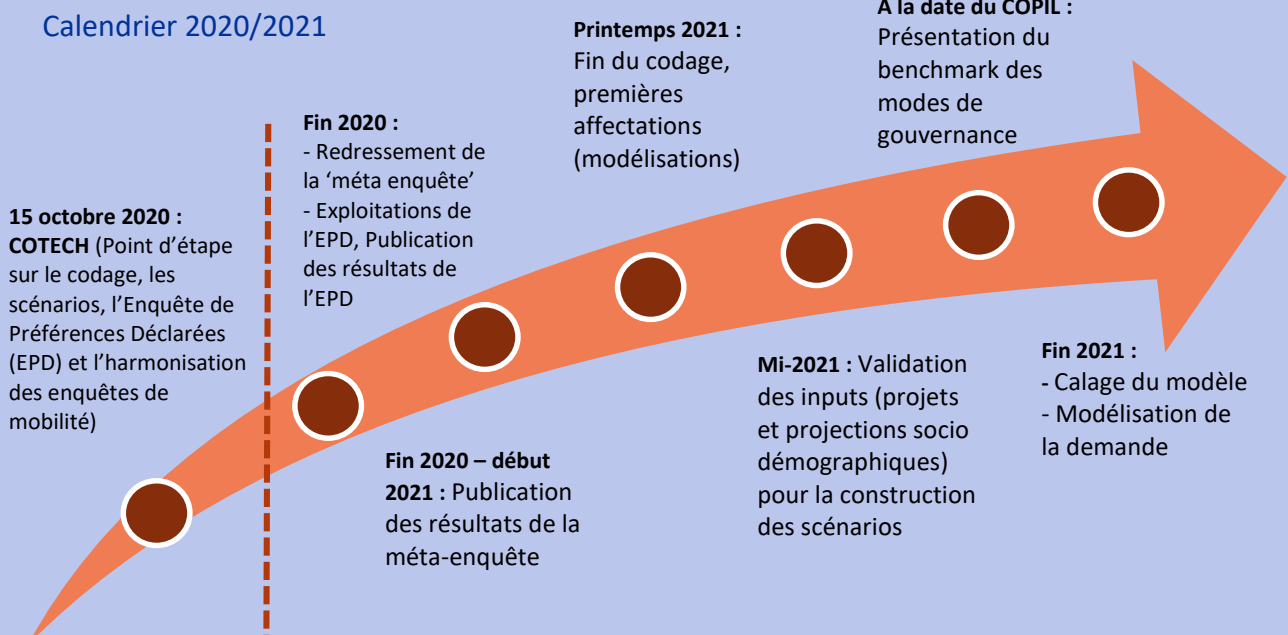 Calendrier 2020/2021
15 octobre 2020 :
COTECH (Point d’étape
sur le codage, les
scénarios, l’Enquête de
Préférences Déclarées
(EPD) et l’harmonisation
des enquêtes de
mobilité)
Fin 2020 :
- Redressement de
la ‘méta enquête’
- Exploitations de
l’EPD, Publication
des résultats de
l’EPD
Fin 2020 – début
2021 : Publication
des résultats de la
méta-enquête
Printemps 2021 :
Fin du codage,
premières
affectations
(modélisations)
Mi-2021 : Validation
des inputs (projets
et projections socio
démographiques)
pour la construction
des scénarios
A la date du COPIL :
Présentation du
benchmark des
modes de
gouvernance
Fin 2021 :
- Calage du modèle
- Modélisation de
la demande